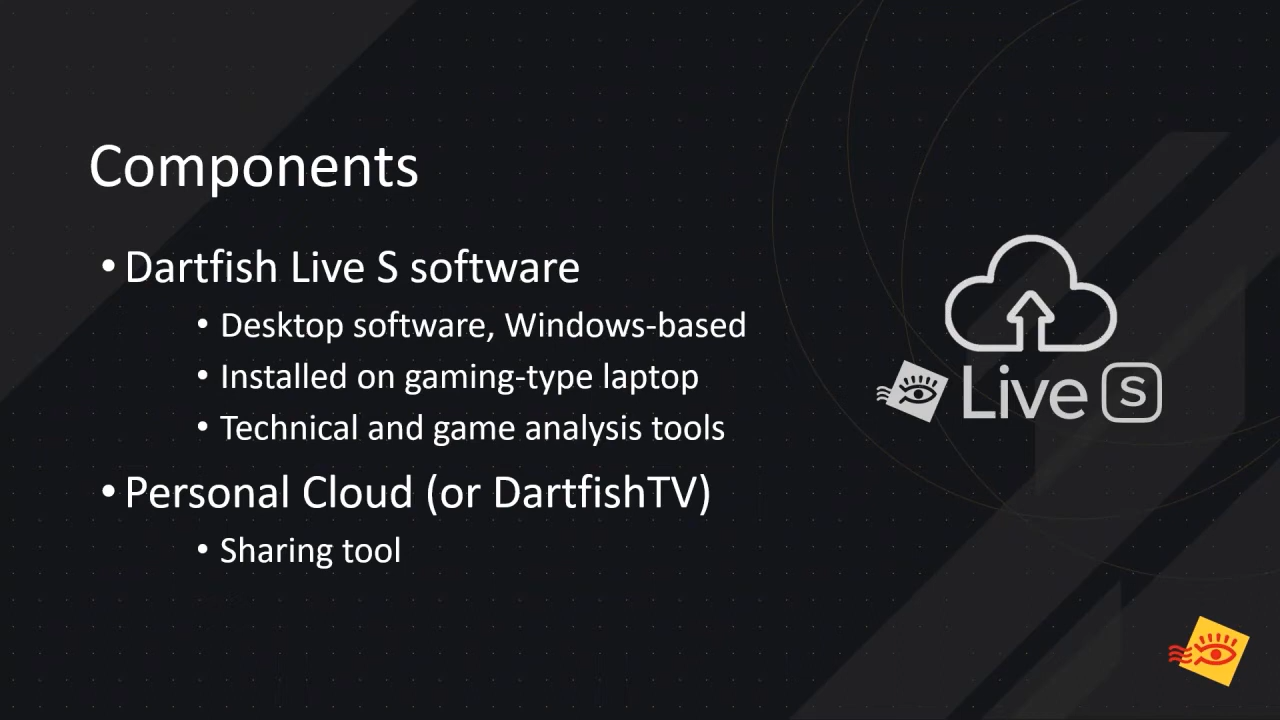 Components
• Dartfish Live S software
• Desktop software, Windows-based
• Installed on gaming-type laptop
• Technical and game analysis tools
• Personal Cloud (or DartfishTV)
• Sharing tool
Live S